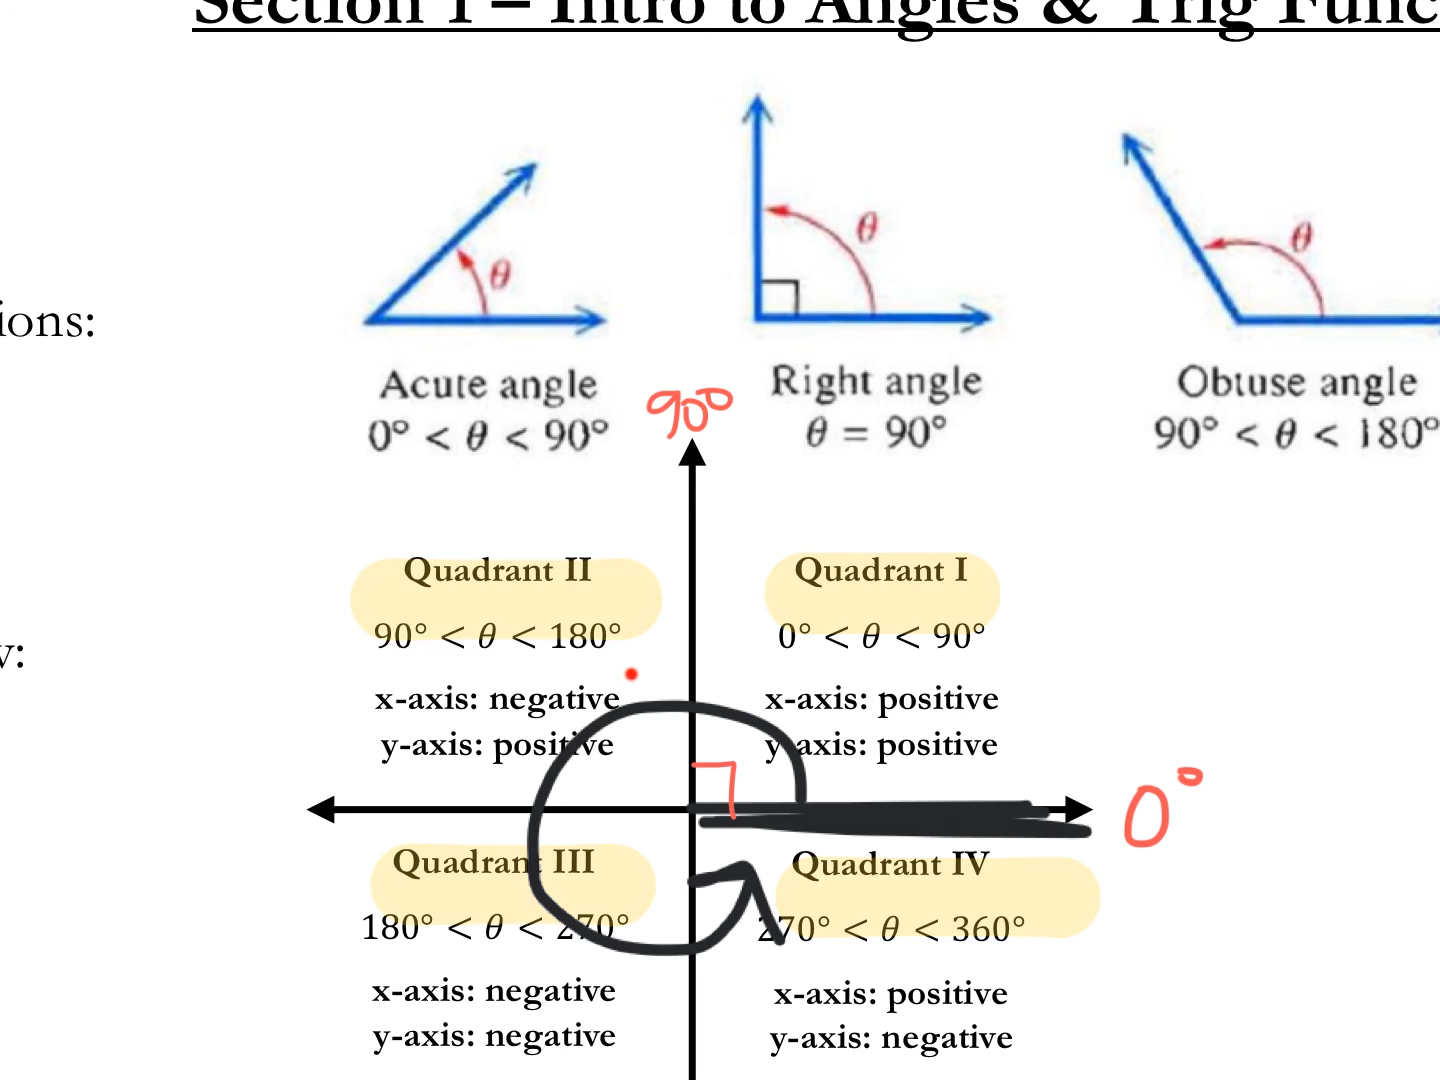 Section 1 – Intro to Angles & Trig Func
θ
θ
θ
ions:
Acute angle
0° < θ < 90°
Right angle
θ = 90°
Obtuse angle
90° < θ < 180°
90°
Quadrant II
90° < θ < 180°
x-axis: negative
y-axis: positive
Quadrant I
0° < θ < 90°
x-axis: positive
y-axis: positive
v:
0°
Quadrant III
180° < θ < 270°
x-axis: negative
y-axis: negative
Quadrant IV
270° < θ < 360°
x-axis: positive
y-axis: negative